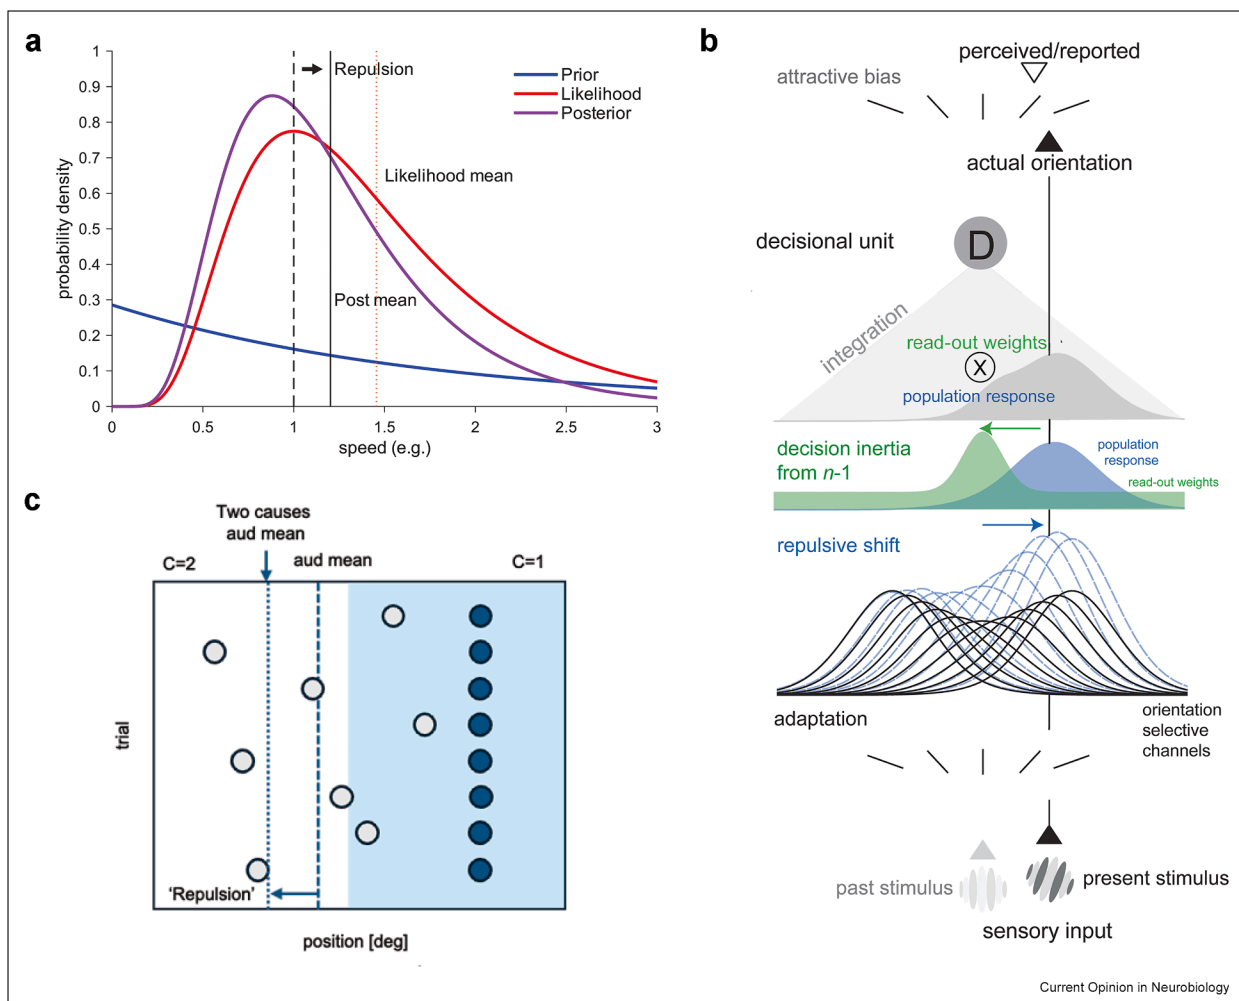 a
1
0.9
0.8
0.7
0.6
0.5
0.4
0.3
0.2
0.1
0
probability density
0
0.5
1
1.5
2
2.5
3
speed (e.g.)
Repulsion
Likelihood mean
Post mean
Prior
Likelihood
Posterior
b
perceived/reported
attractive bias
actual orientation
decisional unit
D
integration
read-out weights
X
population response
decision inertia
from n-1
population
response
read-out weights
repulsive shift
adaptation
orientation
selective
channels
past stimulus
present stimulus
sensory input
c
Two causes
aud mean
C=2
aud mean
C=1
trial
'Repulsion'
position [deg]
Current Opinion in Neurobiology